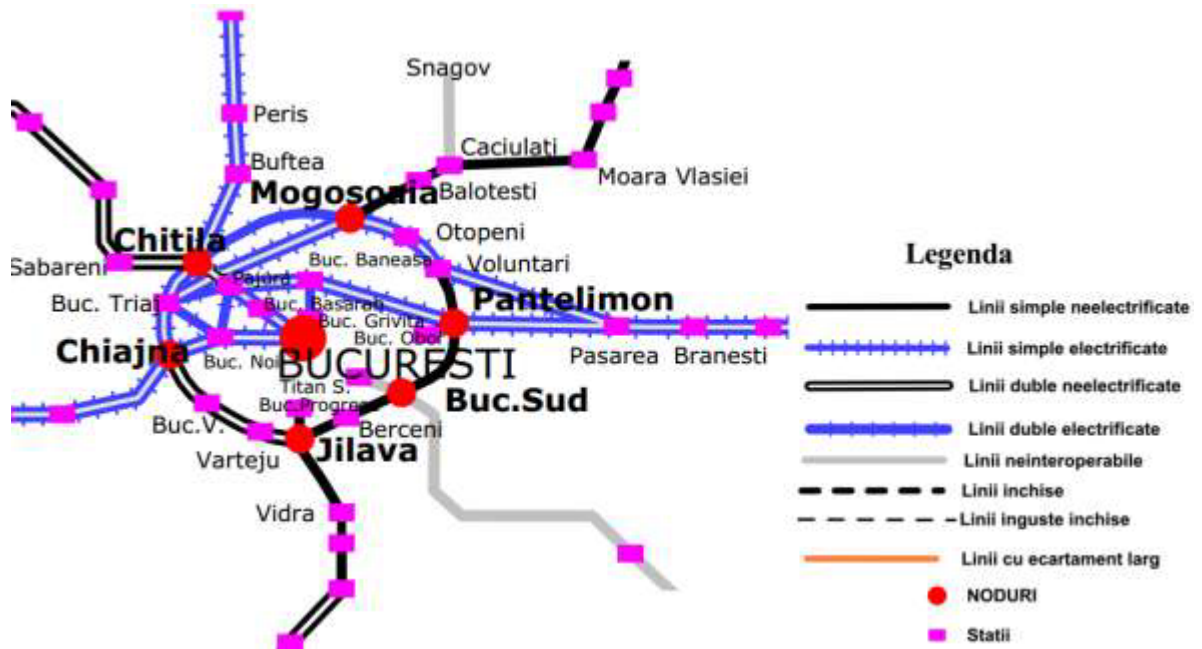 Snagov
Peris
Caciulati
Buftea
Moara Vlasiei
Mogosoaia
Balotesti
Otopeni
Chitila
Buc. Baneasa
Voluntari
Sabareni
Pajura
Buc. Triaj
Buc. Basarab
Pantelimon
Buc. Grivita
Buc. Obor
Chiajna
Buc. Noi
BUCURESTI
Pasarea
Branesti
Titan S.
Buc.Progresu
Buc.Sud
Buc.V.
Berceni
Jilava
Varteju
Vidra
Legenda
Linii simple neelectrificate
Linii simple electrificate
Linii duble neelectrificate
Linii duble electrificate
Linii neinteroperabile
Linii inchise
Linii inguste inchise
Linii cu ecartament larg
NODURI
Statii